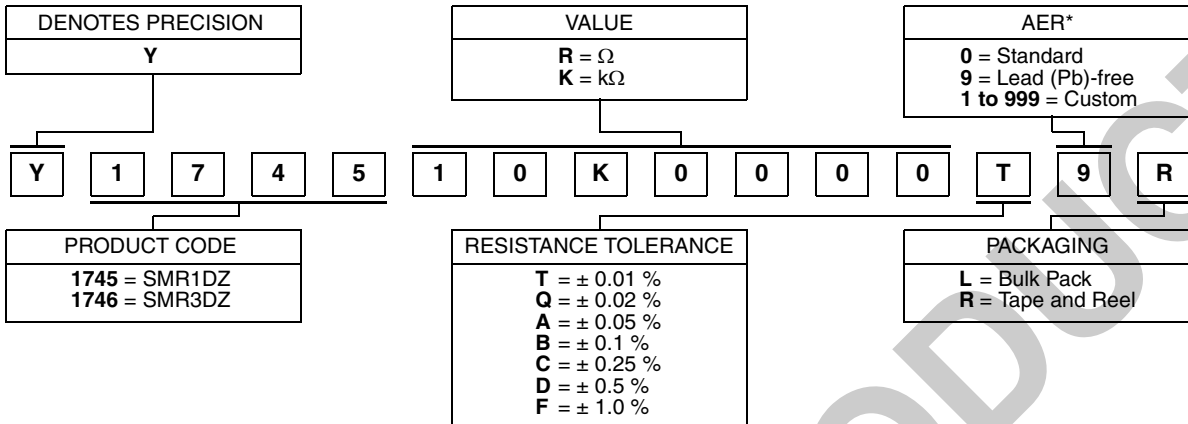 DENOTES PRECISION
Y
VALUE
R = Ω
K = kΩ
AER*
0 = Standard
9 = Lead (Pb)-free
1 to 999 = Custom
Y 1 7 4 5 1 0 K 0 0 0 0 T 9 R
PRODUCT CODE
1745 = SMR1DZ
1746 = SMR3DZ
RESISTANCE TOLERANCE
T = ± 0.01 %
Q = ± 0.02 %
A = ± 0.05 %
B = ± 0.1 %
C = ± 0.25 %
D = ± 0.5 %
F = ± 1.0 %
PACKAGING
L = Bulk Pack
R = Tape and Reel